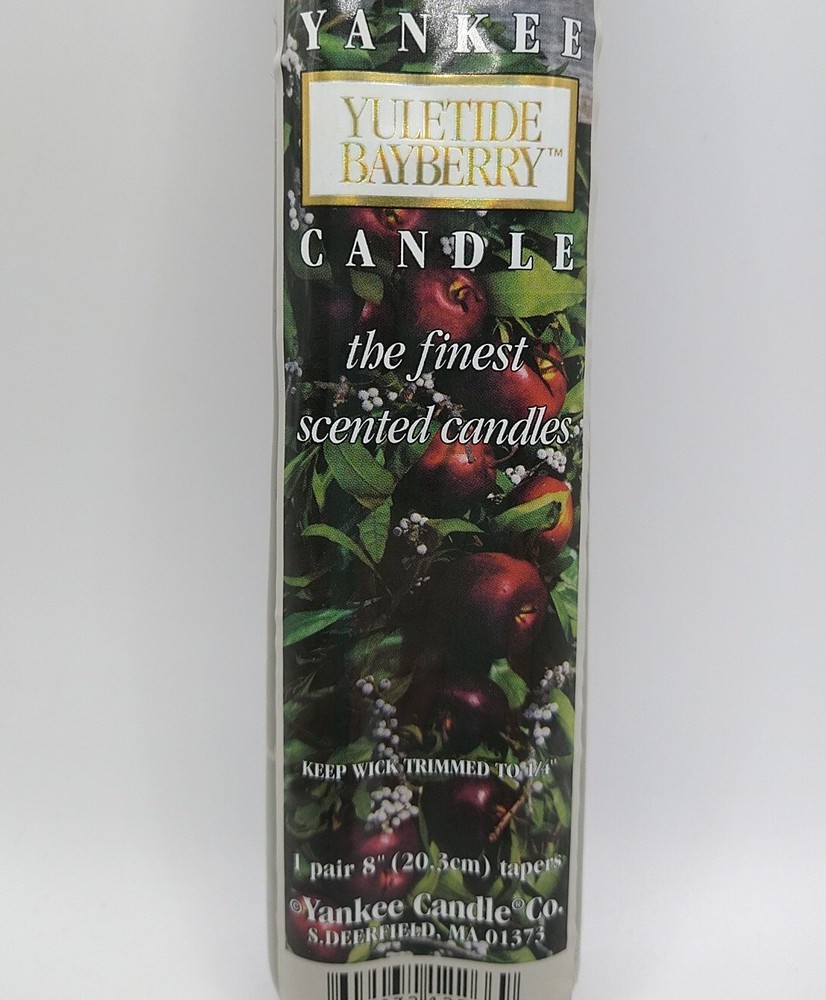 YANKEE
YULETIDE
BAYBERRY™
CANDLE
the finest
scented candles
KEEP WICK TRIMMED TO 1/4"
1 pair 8" (20.3cm) tapers
©Yankee Candle® Co.
S. DEERFIELD, MA 01373